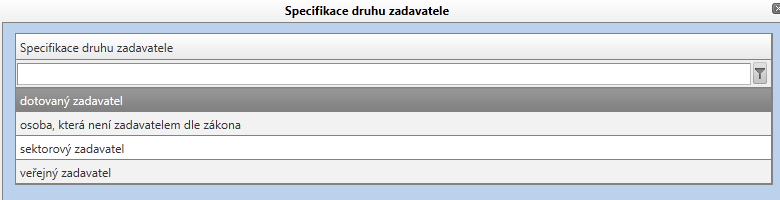 Specifikace druhu zadavatele
Specifikace druhu zadavatele
dotovaný zadavatel
osoba, která není zadavatelem dle zákona
sektorový zadavatel
veřejný zadavatel